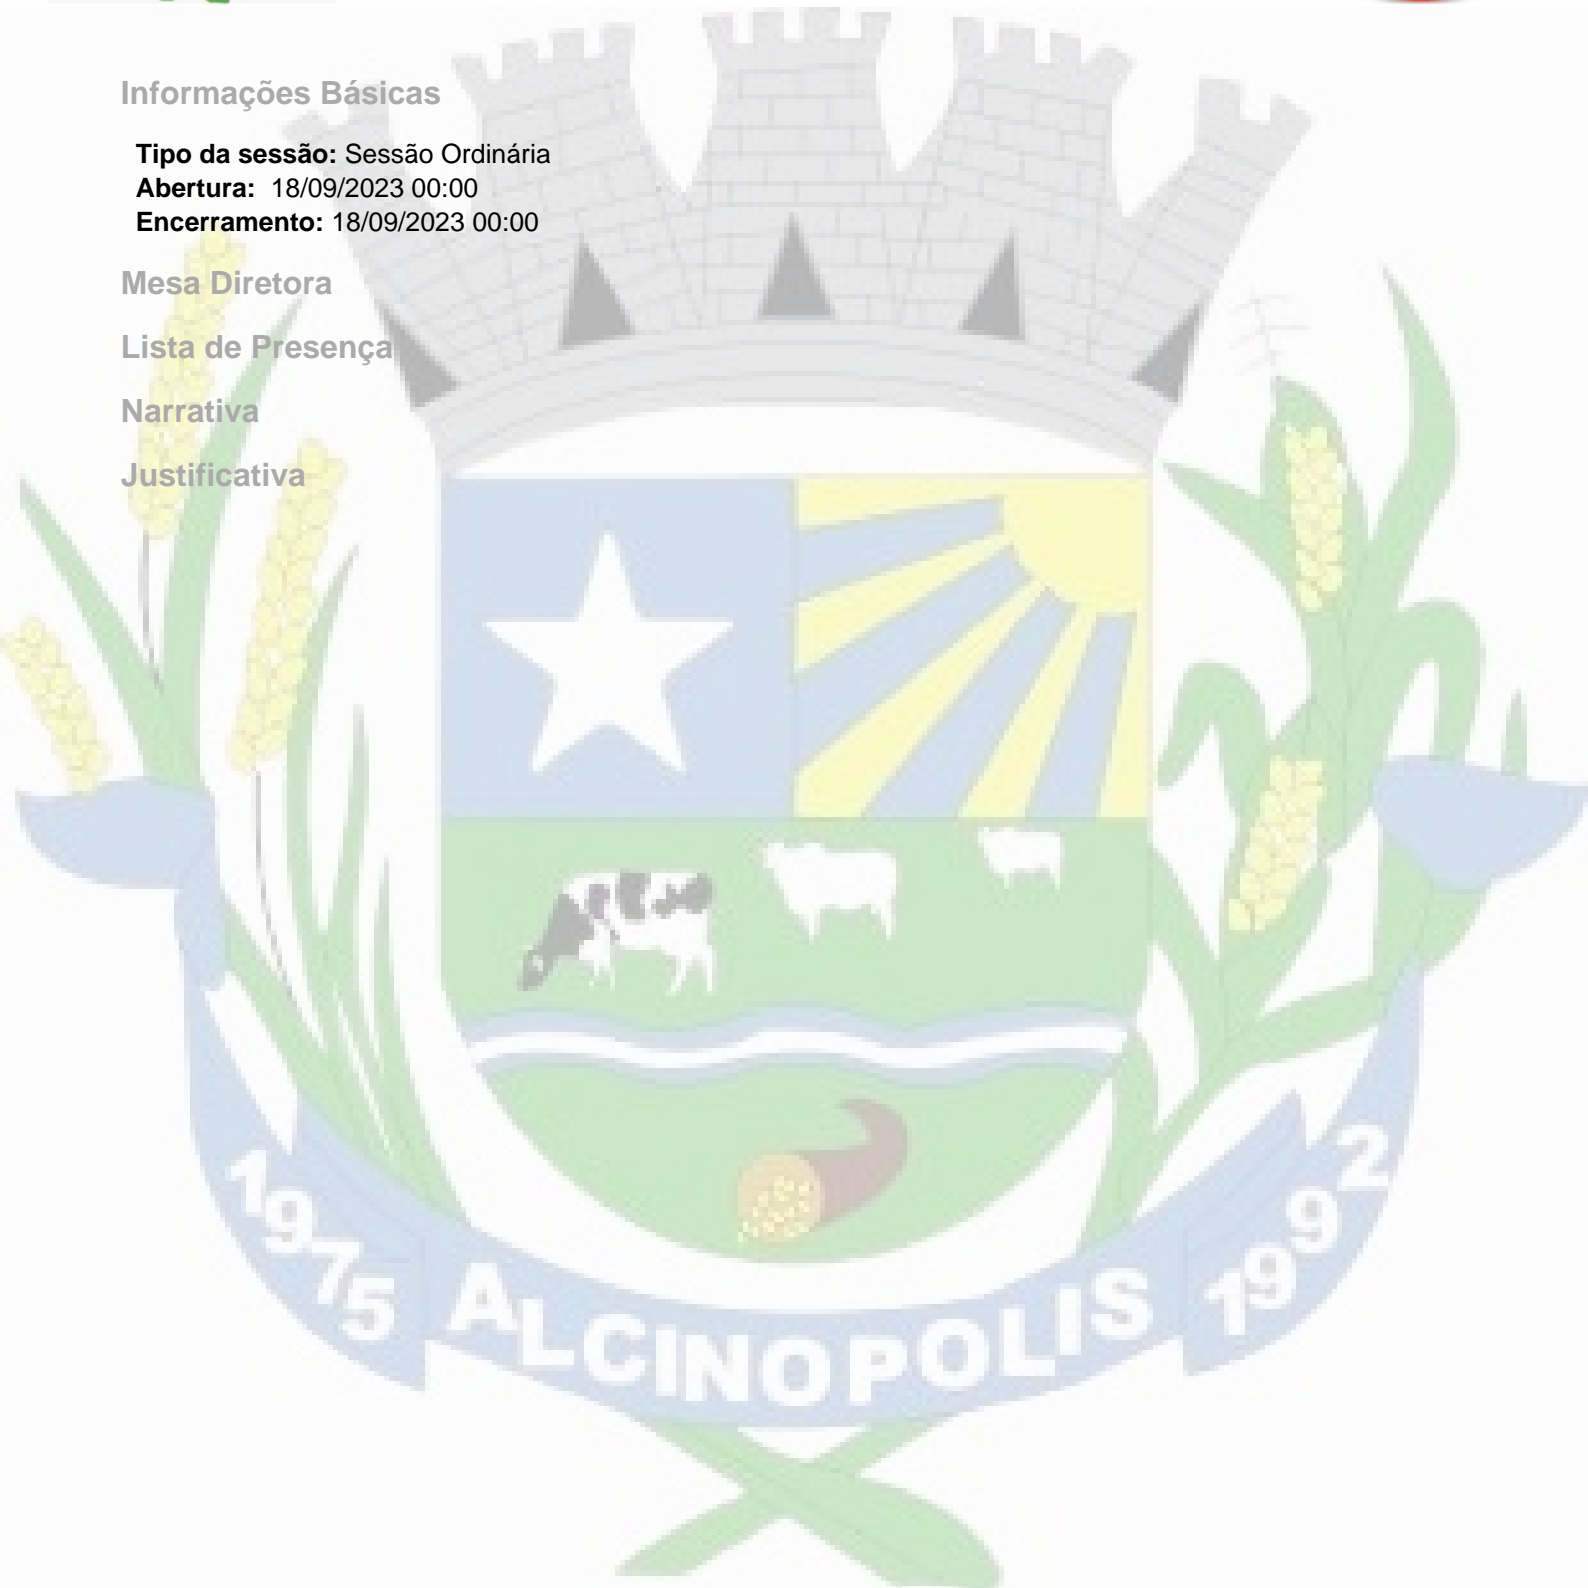 Informações Básicas
Tipo da sessão: Sessão Ordinária
Abertura: 18/09/2023 00:00
Encerramento: 18/09/2023 00:00
Mesa Diretora
Lista de Presença
Narrativa
Justificativa
1975 ALCINOPOLIS 1992